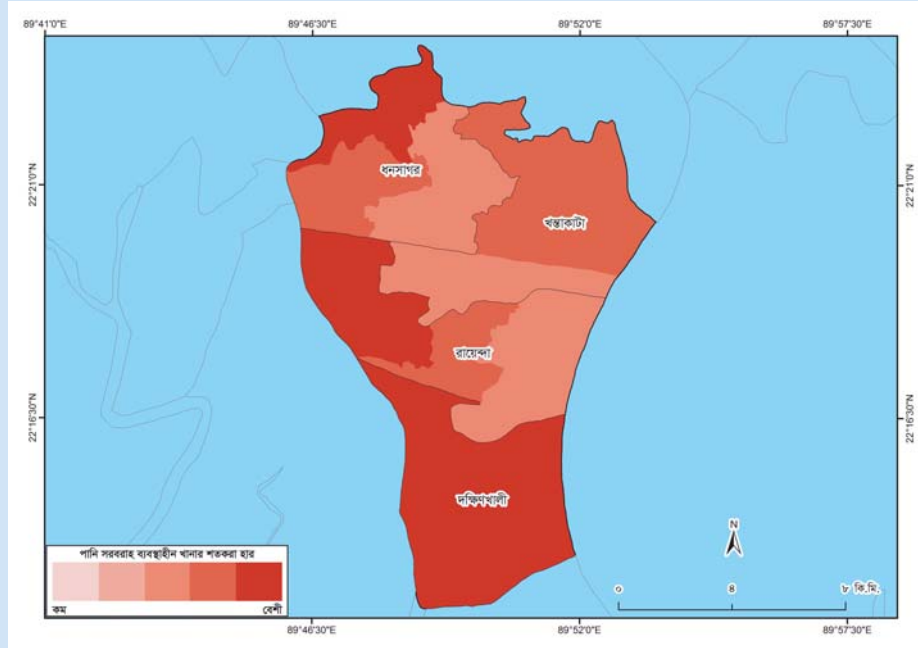 89°41'0"E 89°46'30"E 89°52'0"E 89°57'30"E
22°21'0"N 22°21'0"N
ধনসাগর
খন্তাকাটা
রায়েন্দা
22°16'30"N 22°16'30"N
দক্ষিণখালী
N
পানি সরবরাহ ব্যবস্থাহীন খানার শতকরা হার
কম বেশী
০ ৪ ৮ কি.মি.
89°46'30"E 89°52'0"E 89°57'30"E